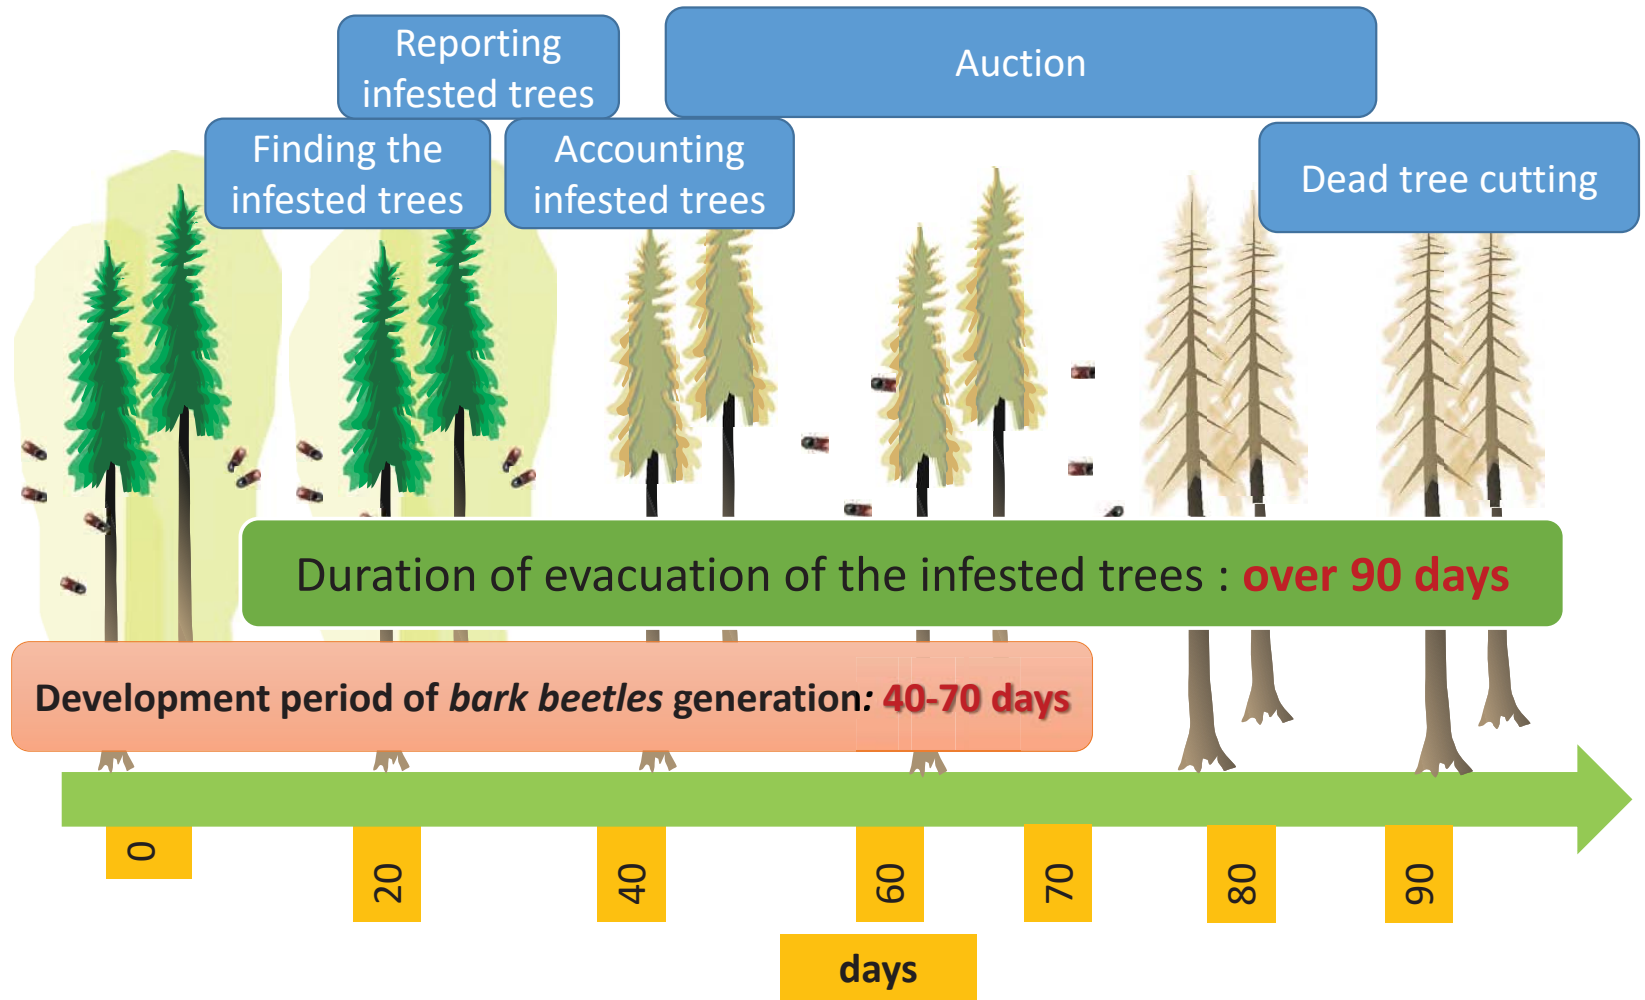 Reporting
infested trees
Auction
Finding the
infested trees
Accounting
infested trees
Dead tree cutting
Duration of evacuation of the infested trees : over 90 days
Development period of bark beetles generation: 40-70 days
0
20
40
60
70
80
90
days